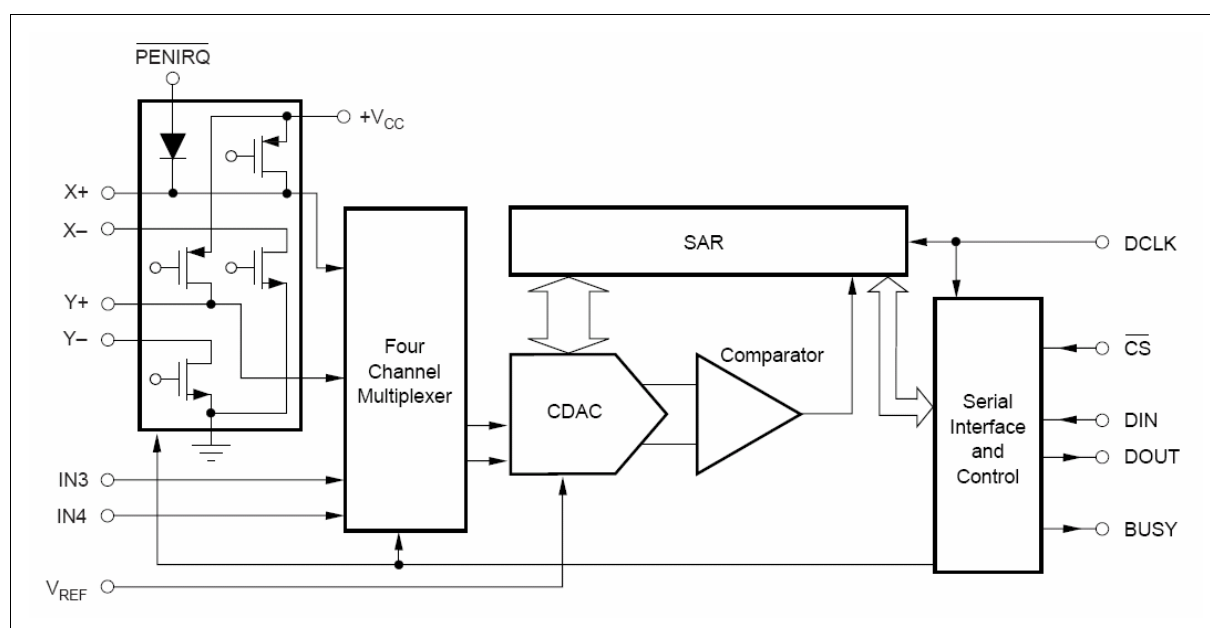 PENIRQ
+VCC
X+
X–
Y+
Y–
IN3
IN4
VREF
Four
Channel
Multiplexer
SAR
CDAC
Comparator
Serial
Interface
and
Control
DCLK
CS
DIN
DOUT
BUSY